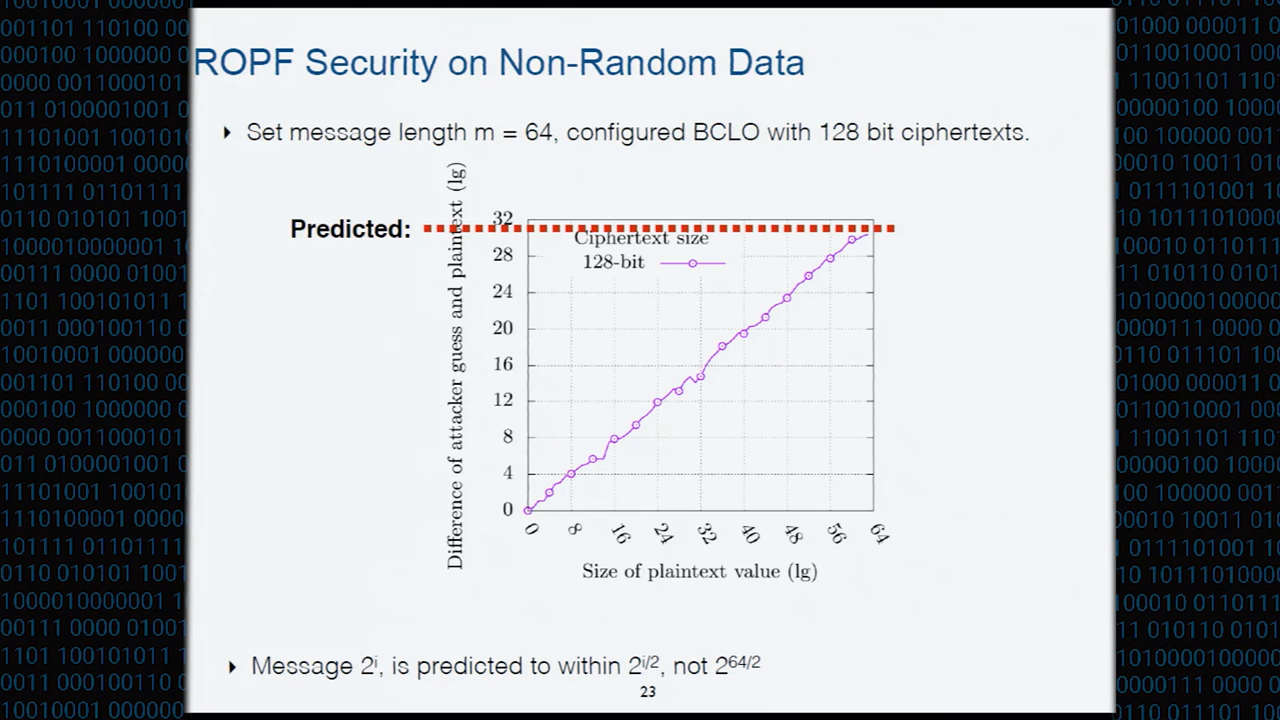 ROPF Security on Non-Random Data
Set message length m = 64, configured BCLO with 128 bit ciphertexts.
Predicted:
Difference of attacker guess and plaintext (lg)
32
28
24
20
16
12
8
4
0
Ciphertext size
128-bit
0 8 16 24 32 40 48 56 64
Size of plaintext value (lg)
Message 2^i, is predicted to within 2^i/2, not 2^64/2
23